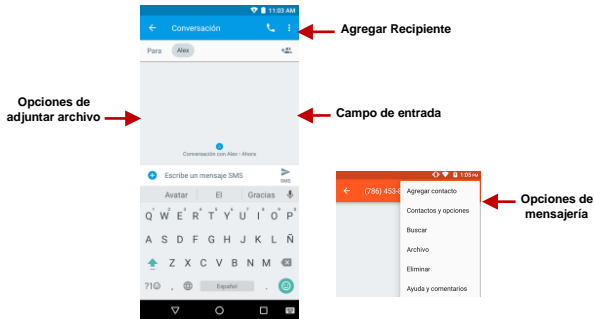 11:03 AM
Conversación
Agregar Recipiente
Para
Alex
Opciones de
adjuntar archivo
Campo de entrada
Conversación con Alex • Ahora
Escribe un mensaje SMS
SMS
Avatar El Gracias
Q W E R T Y U I O P
A S D F G H J K L Ñ
Z X C V B N M
?1☺ , Español .
1:05 PM
(786) 453-8
Agregar contacto
Contactos y opciones
Buscar
Archivo
Eliminar
Ayuda y comentarios
Opciones de
mensajería